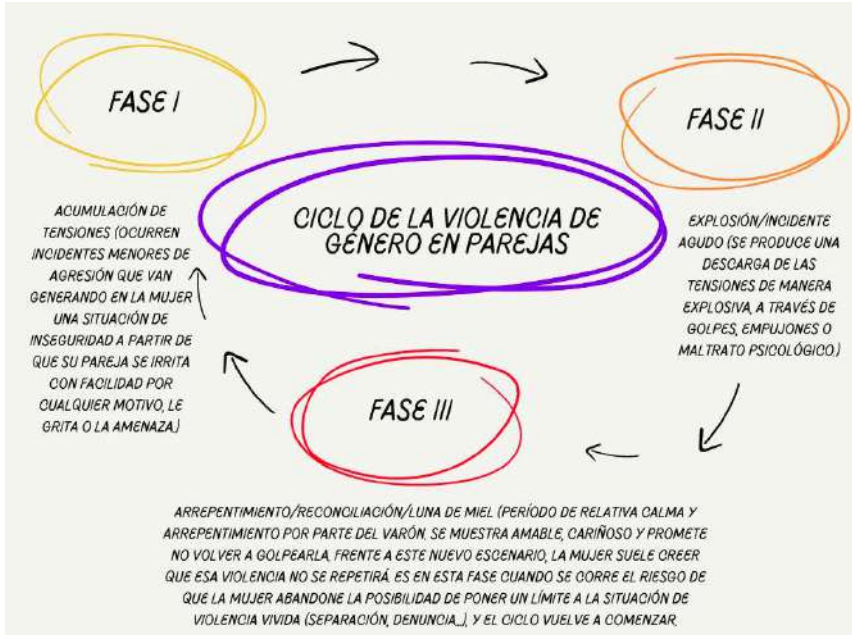 FASE I
FASE II
CICLO DE LA VIOLENCIA DE
GÉNERO EN PAREJAS
ACUMULACIÓN DE
TENSIONES (OCURREN
INCIDENTES MENORES DE
AGRESIÓN QUE VAN
GENERANDO EN LA MUJER
UNA SITUACIÓN DE
INSEGURIDAD A PARTIR DE
QUE SU PAREJA SE IRRITA
CON FACILIDAD POR
CUALQUIER MOTIVO, LE
GRITA O LA AMENAZA.)
EXPLOSIÓN/INCIDENTE
AGUDO (SE PRODUCE UNA
DESCARGA DE LAS
TENSIONES DE MANERA
EXPLOSIVA, A TRAVÉS DE
GOLPES, EMPUJONES O
MALTRATO PSICOLÓGICO.)
FASE III
ARREPENTIMIENTO/RECONCILIACIÓN/LUNA DE MIEL (PERÍODO DE RELATIVA CALMA Y
ARREPENTIMIENTO POR PARTE DEL VARÓN, SE MUESTRA AMABLE, CARIÑOSO Y PROMETE
NO VOLVER A GOLPEARLA, FRENTE A ESTE NUEVO ESCENARIO, LA MUJER SUELE CREER
QUE ESA VIOLENCIA NO SE REPETIRÁ. ES EN ESTA FASE CUANDO SE CORRE EL RIESGO DE
QUE LA MUJER ABANDONE LA POSIBILIDAD DE PONER UN LÍMITE A LA SITUACIÓN DE
VIOLENCIA VIVIDA (SEPARACIÓN, DENUNCIA...), Y EL CICLO VUELVE A COMENZAR.